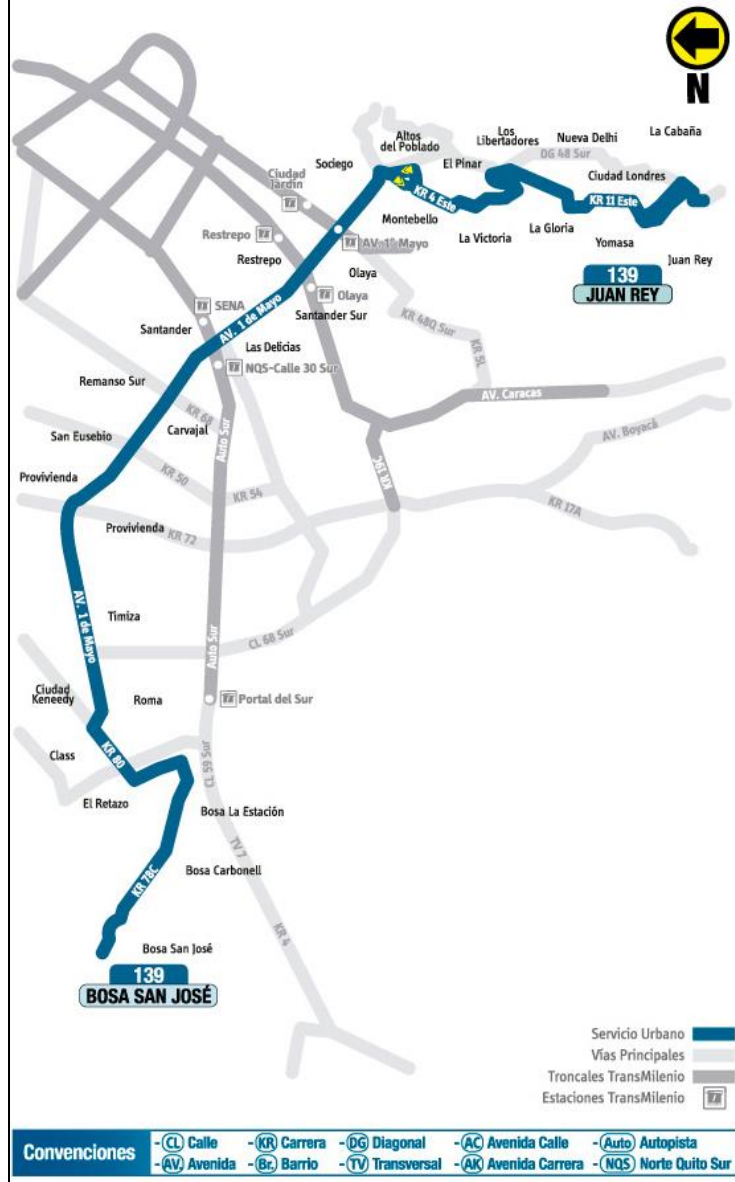 N
Altos
del Poblado
Los
Libertadores
Nueva Delhi
La Cabaña
Sociego
El Pinar
DG 48 Sur
Ciudad
Jardín
Ciudad Londres
KR 4 Este
KR 11 Este
Montebello
La Victoria
La Gloria
Yomasa
Juan Rey
Restrepo
Restrepo
AV. 1° Mayo
Olaya
139
JUAN REY
SENA
Olaya
Santander Sur
Santander
AV. 1 de Mayo
KR 48Q Sur
KR 5L
Las Delicias
NQS-Calle 30 Sur
Remanso Sur
KR 68
AV. Caracas
San Eusebio
Carvajal
Auto Sur
AV. Boyacá
KR 19C
Provivienda
KR 50
KR 54
KR 17A
Provivienda
KR 72
AV. 1 de Mayo
Timiza
CL 68 Sur
Auto Sur
Ciudad
Keneedy
Roma
Portal del Sur
KR 80
Class
CL 59 Sur
El Retazo
Bosa La Estación
TV 7
KR 78C
Bosa Carbonell
KR 4
Bosa San José
139
BOSA SAN JOSÉ
Servicio Urbano
Vías Principales
Troncales TransMilenio
Estaciones TransMilenio
Convenciones
- CL Calle - KR Carrera - DG Diagonal - AC Avenida Calle - Auto Autopista
- AV. Avenida - Br. Barrio - TV Transversal - AK Avenida Carrera - NQS Norte Quito Sur